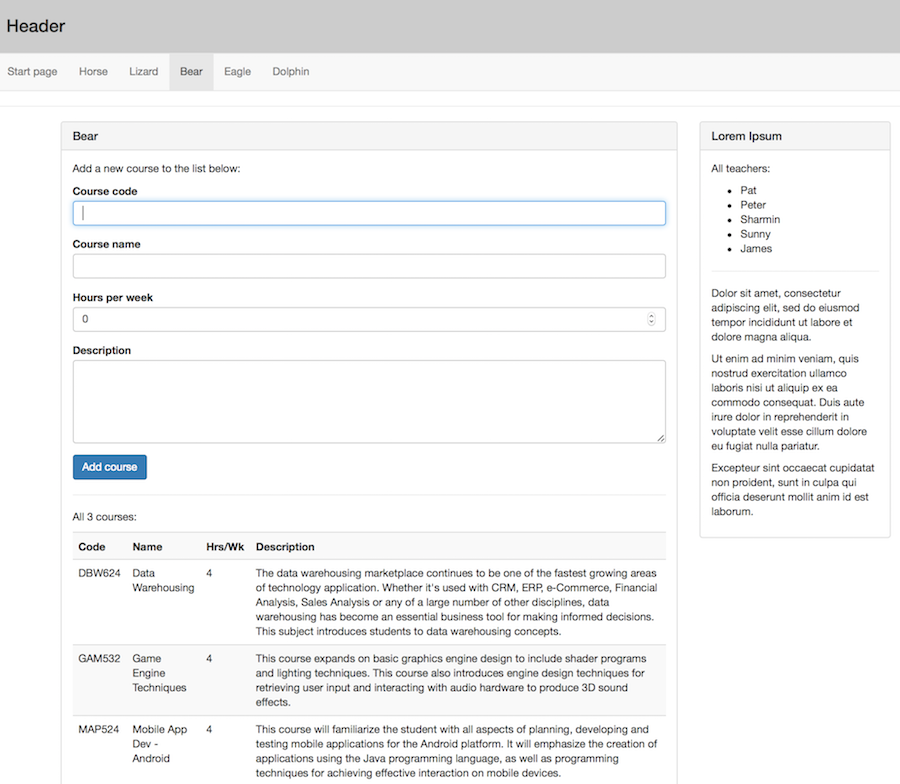 Header
Start page Horse Lizard Bear Eagle Dolphin
Bear
Add a new course to the list below:
Course code
Course name
Hours per week
0
Description
Add course
All 3 courses:
Code Name Hrs/Wk Description
DBW624 Data Warehousing 4
The data warehousing marketplace continues to be one of the fastest growing areas
of technology application. Whether it's used with CRM, ERP, e-Commerce, Financial
Analysis, Sales Analysis or any of a large number of other disciplines, data
warehousing has become an essential business tool for making informed decisions.
This subject introduces students to data warehousing concepts.
GAM532 Game Engine Techniques 4
This course expands on basic graphics engine design to include shader programs
and lighting techniques. This course also introduces engine design techniques for
retrieving user input and interacting with audio hardware to produce 3D sound
effects.
MAP524 Mobile App Dev - Android 4
This course will familiarize the student with all aspects of planning, developing and
testing mobile applications for the Android platform. It will emphasize the creation of
applications using the Java programming language, as well as programming
techniques for achieving effective interaction on mobile devices.
Lorem Ipsum
All teachers:
Pat
Peter
Sharmin
Sunny
James
Dolor sit amet, consectetur
adipiscing elit, sed do eiusmod
tempor incididunt ut labore et
dolore magna aliqua.
Ut enim ad minim veniam, quis
nostrud exercitation ullamco
laboris nisi ut aliquip ex ea
commodo consequat. Duis aute
irure dolor in reprehenderit in
voluptate velit esse cillum dolore
eu fugiat nulla pariatur.
Excepteur sint occaecat cupidatat
non proident, sunt in culpa qui
officia deserunt mollit anim id est
laborum.